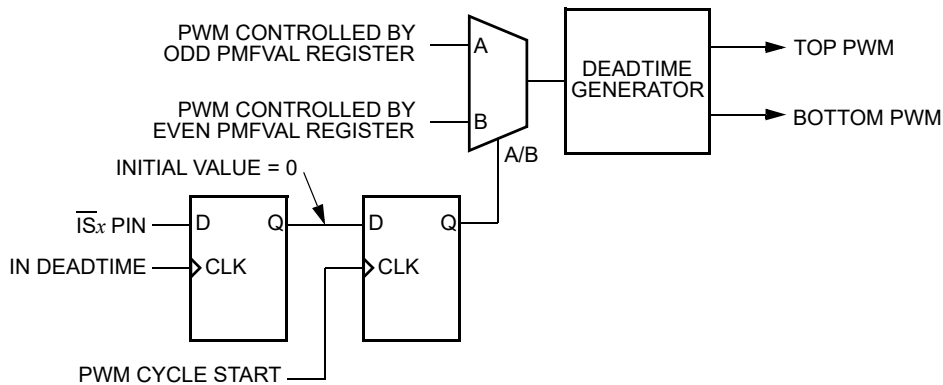 PWM CONTROLLED BY
ODD PMFVAL REGISTER
A
DEADTIME
GENERATOR
TOP PWM
PWM CONTROLLED BY
EVEN PMFVAL REGISTER
B
BOTTOM PWM
A/B
INITIAL VALUE = 0
I̅S̅x PIN
D
Q
D
Q
IN DEADTIME
CLK
CLK
PWM CYCLE START